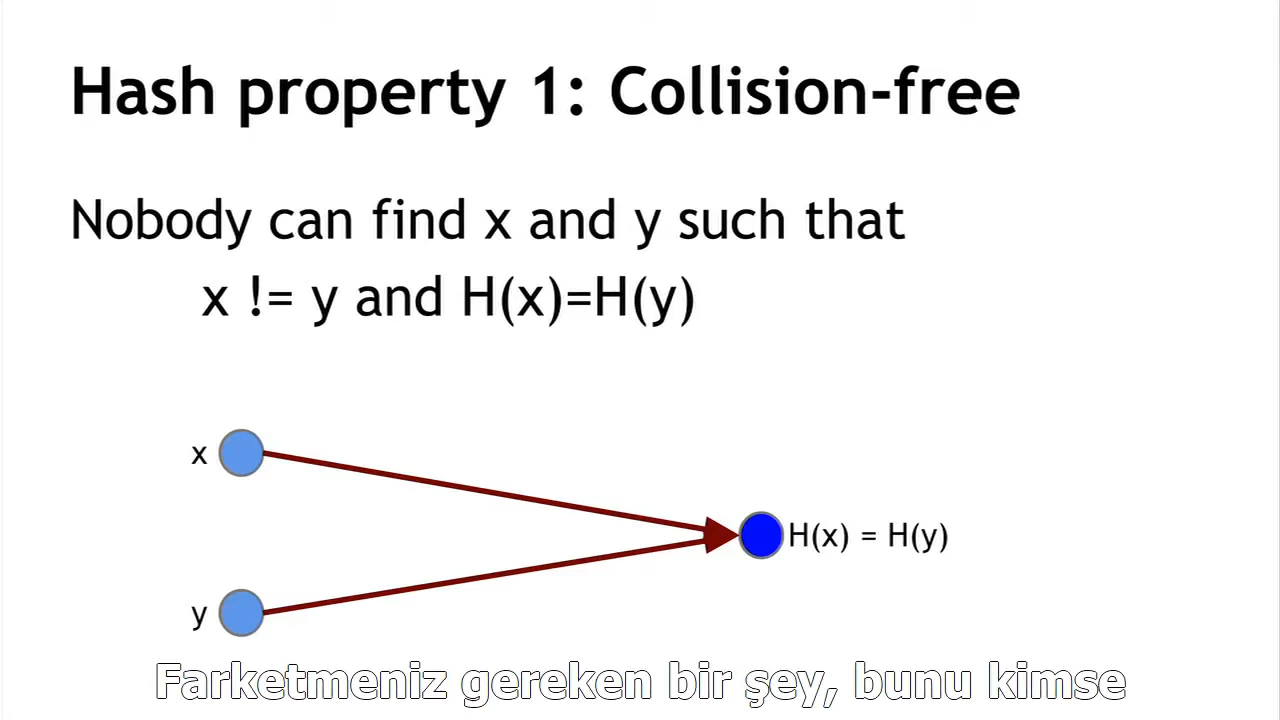 Hash property 1: Collision-free
Nobody can find x and y such that
x != y and H(x)=H(y)
x
H(x) = H(y)
y
Farketmeniz gereken bir şey, bunu kimse